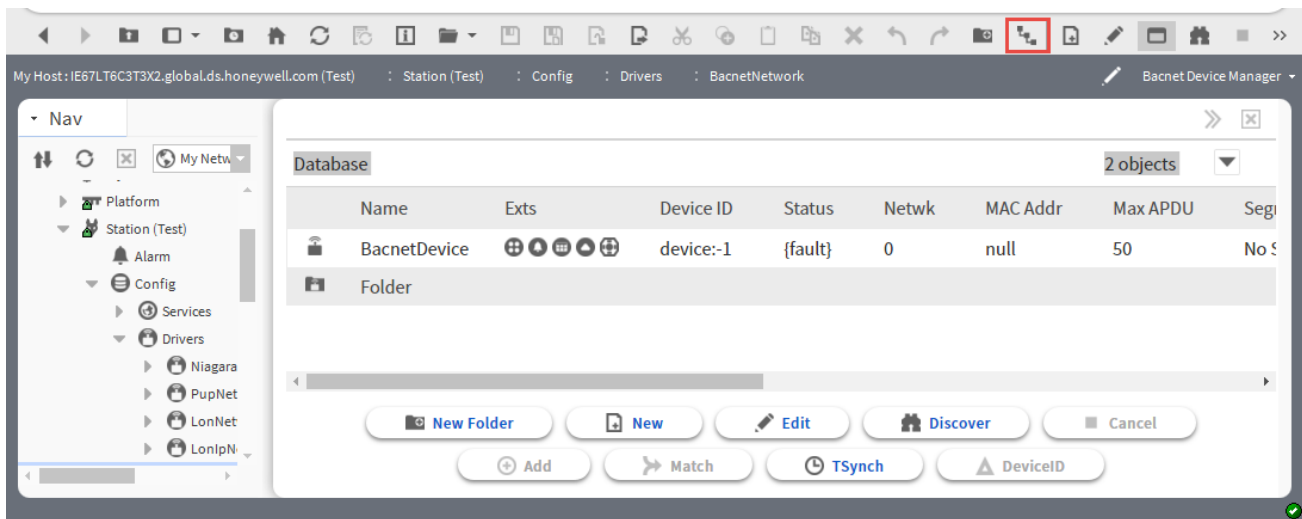 My Host : IE67LT6C3T3X2.global.ds.honeywell.com (Test) : Station (Test) : Config : Drivers : BacnetNetwork Bacnet Device Manager
Nav
My Netw
Database 2 objects
Platform
Name Exts Device ID Status Netwk MAC Addr Max APDU Seg
Station (Test)
BacnetDevice device:-1 {fault} 0 null 50 No
Alarm
Config
Folder
Services
Drivers
Niagara
PupNet
LonNet
LonIpN
New Folder New Edit Discover Cancel
Add Match TSynch DeviceID